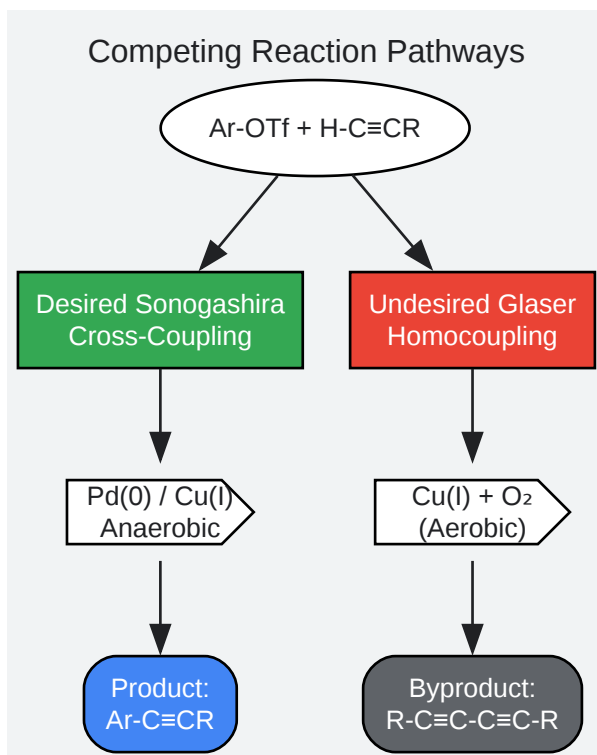 Competing Reaction Pathways
Ar-OTf + H-C≡CR
Desired Sonogashira
Cross-Coupling
Undesired Glaser
Homocoupling
Pd(0) / Cu(I)
Anaerobic
Cu(I) + O₂
(Aerobic)
Product:
Ar-C≡CR
Byproduct:
R-C≡C-C≡C-R